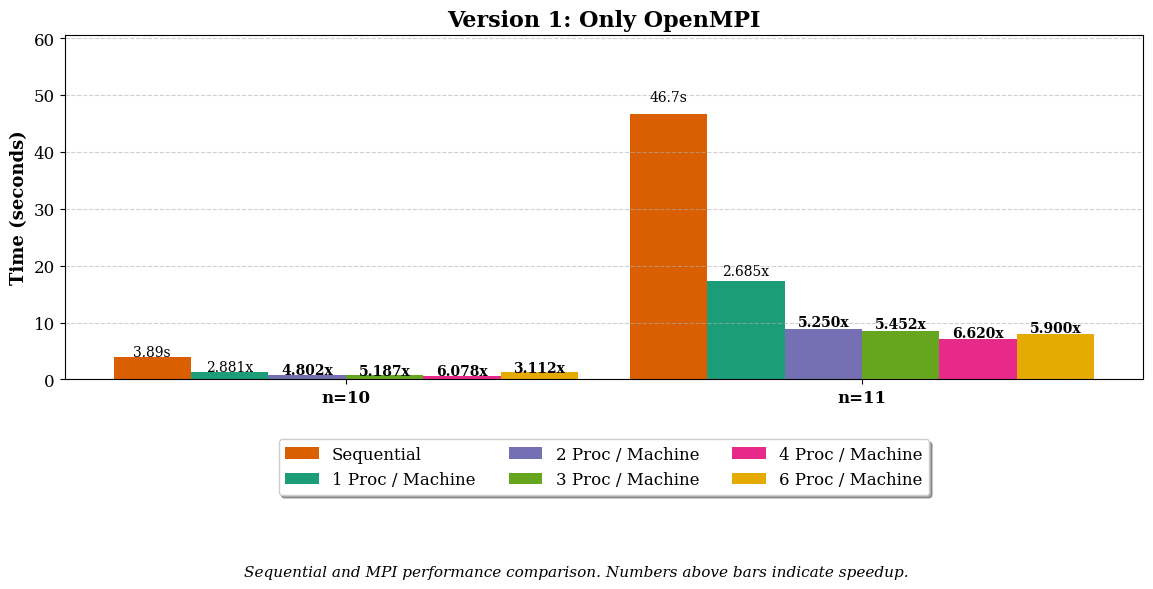 Version 1: Only OpenMPI
Time (seconds)
60
50
40
30
20
10
0
46.7s
2.685x
5.250x
5.452x
6.620x
5.900x
3.89s
2.881x
4.802x
5.187x
6.078x
3.112x
n=10
n=11
Sequential
1 Proc / Machine
2 Proc / Machine
3 Proc / Machine
4 Proc / Machine
6 Proc / Machine
Sequential and MPI performance comparison. Numbers above bars indicate speedup.